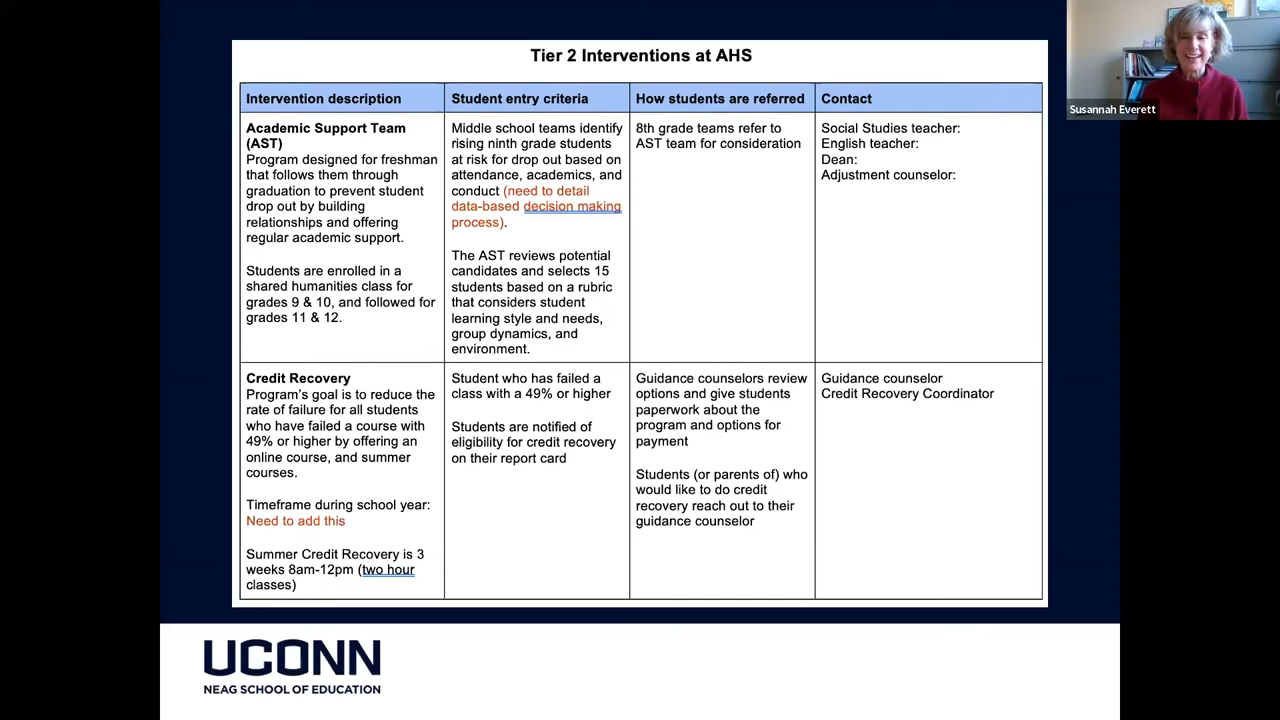 Tier 2 Interventions at AHS
Intervention description
Student entry criteria
How students are referred
Contact
Academic Support Team
(AST)
Program designed for freshman
that follows them through
graduation to prevent student
drop out by building
relationships and offering
regular academic support.
Students are enrolled in a
shared humanities class for
grades 9 & 10, and followed for
grades 11 & 12.
Middle school teams identify
rising ninth grade students
at risk for drop out based on
attendance, academics, and
conduct (need to detail
data-based decision making
process).
The AST reviews potential
candidates and selects 15
students based on a rubric
that considers student
learning style and needs,
group dynamics, and
environment.
8th grade teams refer to
AST team for consideration
Social Studies teacher:
English teacher:
Dean:
Adjustment counselor:
Credit Recovery
Program's goal is to reduce the
rate of failure for all students
who have failed a course with
49% or higher by offering an
online course, and summer
courses.
Timeframe during school year:
Need to add this
Summer Credit Recovery is 3
weeks 8am-12pm (two hour
classes)
Student who has failed a
class with a 49% or higher
Students are notified of
eligibility for credit recovery
on their report card
Guidance counselors review
options and give students
paperwork about the
program and options for
payment
Students (or parents of) who
would like to do credit
recovery reach out to their
guidance counselor
Guidance counselor
Credit Recovery Coordinator
Susannah Everett
UCONN
NEAG SCHOOL OF EDUCATION